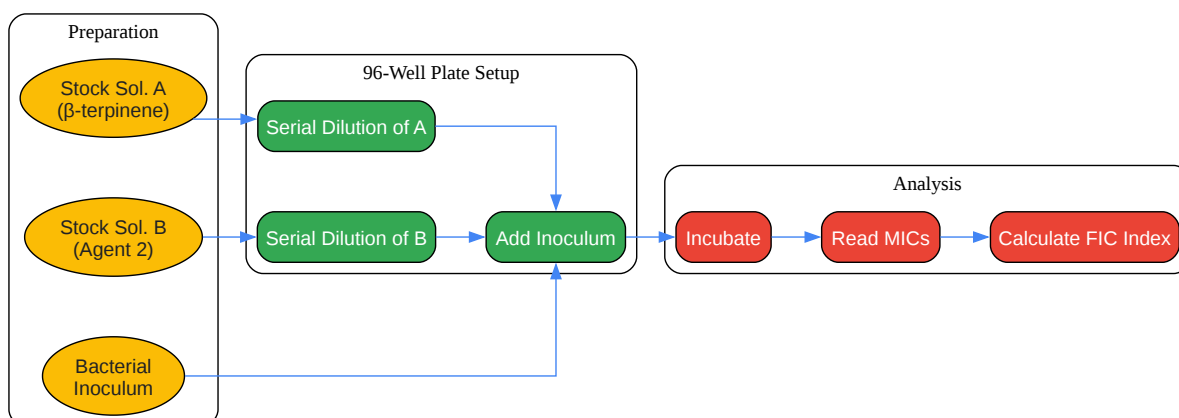 Preparation
Stock Sol. A
(β-terpinene)
Stock Sol. B
(Agent 2)
Bacterial
Inoculum
96-Well Plate Setup
Serial Dilution of A
Serial Dilution of B
Add Inoculum
Analysis
Incubate
Read MICs
Calculate FIC Index